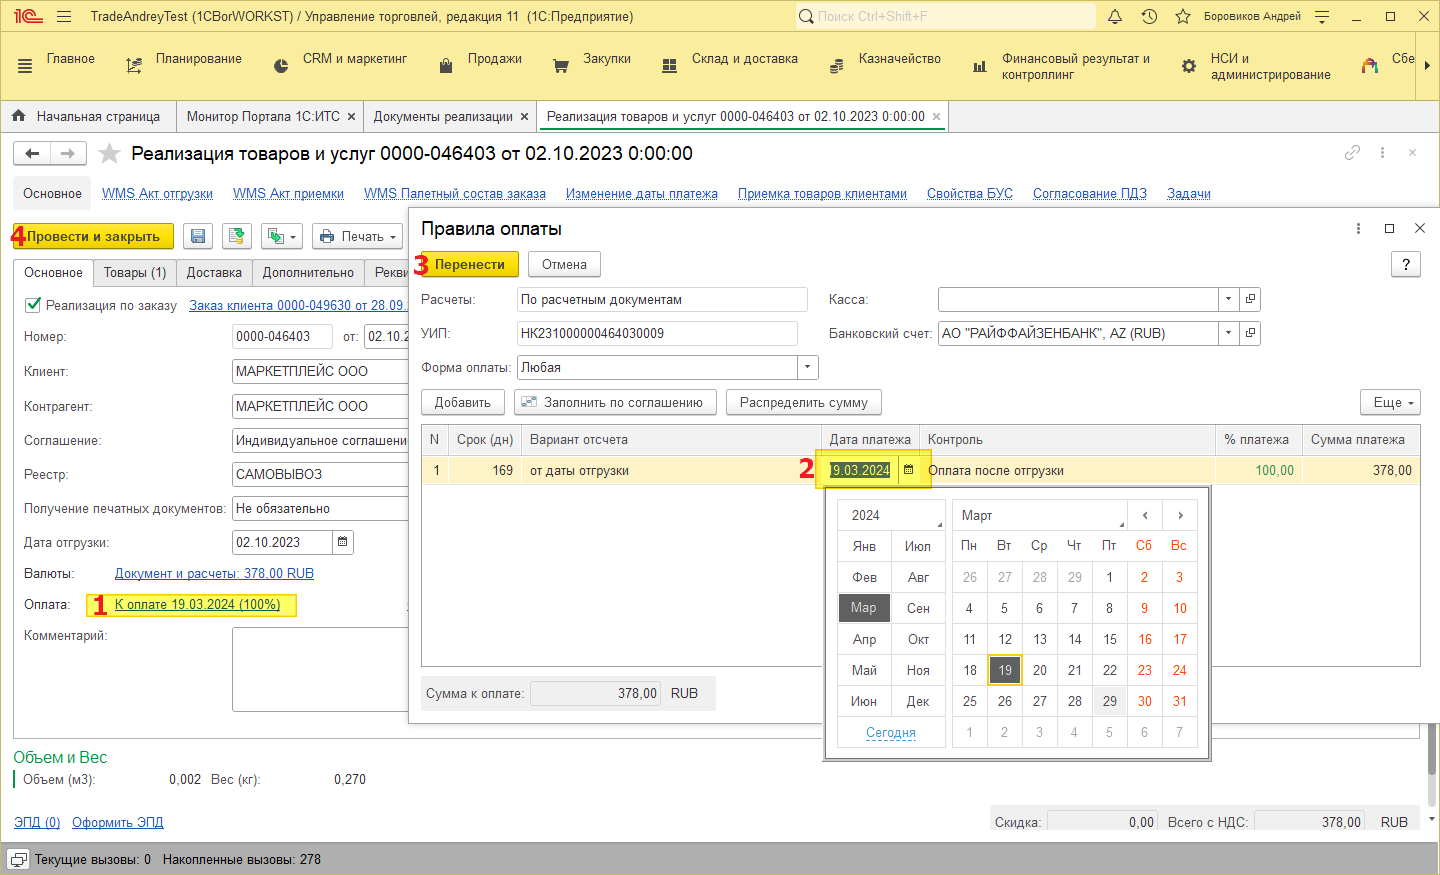 1С TradeAndreyTest (1CBorWORKST) / Управление торговлей, редакция 11 (1С:Предприятие)
Поиск Ctrl+Shift+F
Боровиков Андрей
Главное
Планирование
CRM и маркетинг
Продажи
Закупки
Склад и доставка
Казначейство
Финансовый результат и контроллинг
НСИ и администрирование
Сбе
Начальная страница
Монитор Портала 1С:ИТС ×
Документы реализации ×
Реализация товаров и услуг 0000-046403 от 02.10.2023 0:00:00 ×
Реализация товаров и услуг 0000-046403 от 02.10.2023 0:00:00
Основное WMS Акт отгрузки WMS Акт приемки WMS Палетный состав заказа Изменение даты платежа Приемка товаров клиентами Свойства БУС Согласование ПДЗ Задачи
4 Провести и закрыть Печать
Основное Товары (1) Доставка Дополнительно Рекви
Реализация по заказу Заказ клиента 0000-049630 от 28.09.
Номер: 0000-046403 от: 02.10.2
Клиент: МАРКЕТПЛЕЙС ООО
Контрагент: МАРКЕТПЛЕЙС ООО
Соглашение: Индивидуальное соглашение
Реестр: САМОВЫВОЗ
Получение печатных документов: Не обязательно
Дата отгрузки: 02.10.2023
Валюты: Документ и расчеты: 378,00 RUB
Оплата: 1 К оплате 19.03.2024 (100%)
Комментарий:
Правила оплаты
3 Перенести Отмена ?
Расчеты: По расчетным документам Касса:
УИП: НК231000000464030009 Банковский счет: АО "РАЙФФАЙЗЕНБАНК", AZ (RUB)
Форма оплаты: Любая
Добавить Заполнить по соглашению Распределить сумму Еще
N Срок (дн) Вариант отсчета Дата платежа Контроль % платежа Сумма платежа
1 169 от даты отгрузки 2 19.03.2024 Оплата после отгрузки 100,00 378,00
2024 Март
Янв Июл
Фев Авг
Мар Сен
Апр Окт
Май Ноя
Июн Дек
Сегодня
Пн Вт Ср Чт Пт Сб Вс
26 27 28 29 1 2 3
4 5 6 7 8 9 10
11 12 13 14 15 16 17
18 19 20 21 22 23 24
25 26 27 28 29 30 31
1 2 3 4 5 6 7
Сумма к оплате: 378,00 RUB
Объем и Вес
Объем (м3): 0,002 Вес (кг): 0,270
ЭПД (0) Оформить ЭПД
Скидка: 0,00 Всего с НДС: 378,00 RUB
Текущие вызовы: 0 Накопленные вызовы: 278